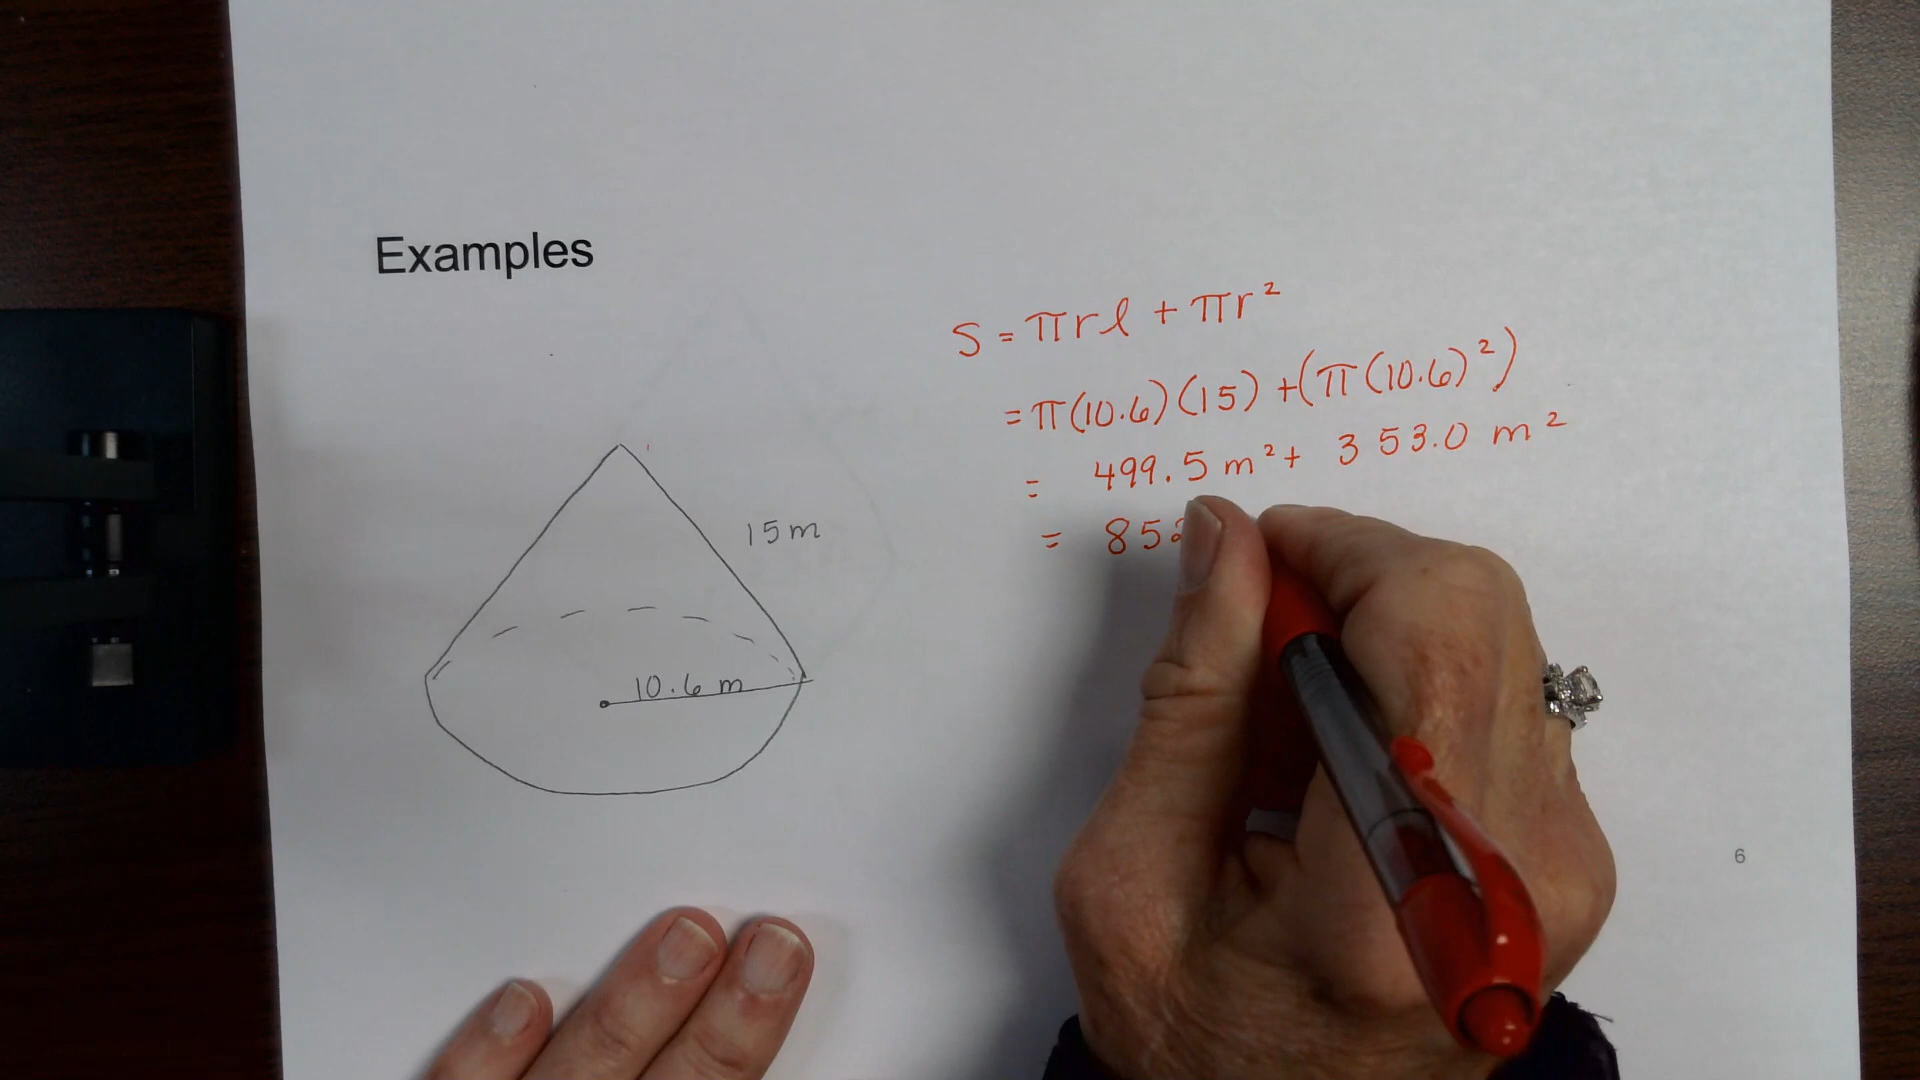 Examples
S = πrl + πr²
= π(10.6)(15) + (π(10.6)²)
= 499.5 m² + 353.0 m²
= 852
15m
10.6 m
6